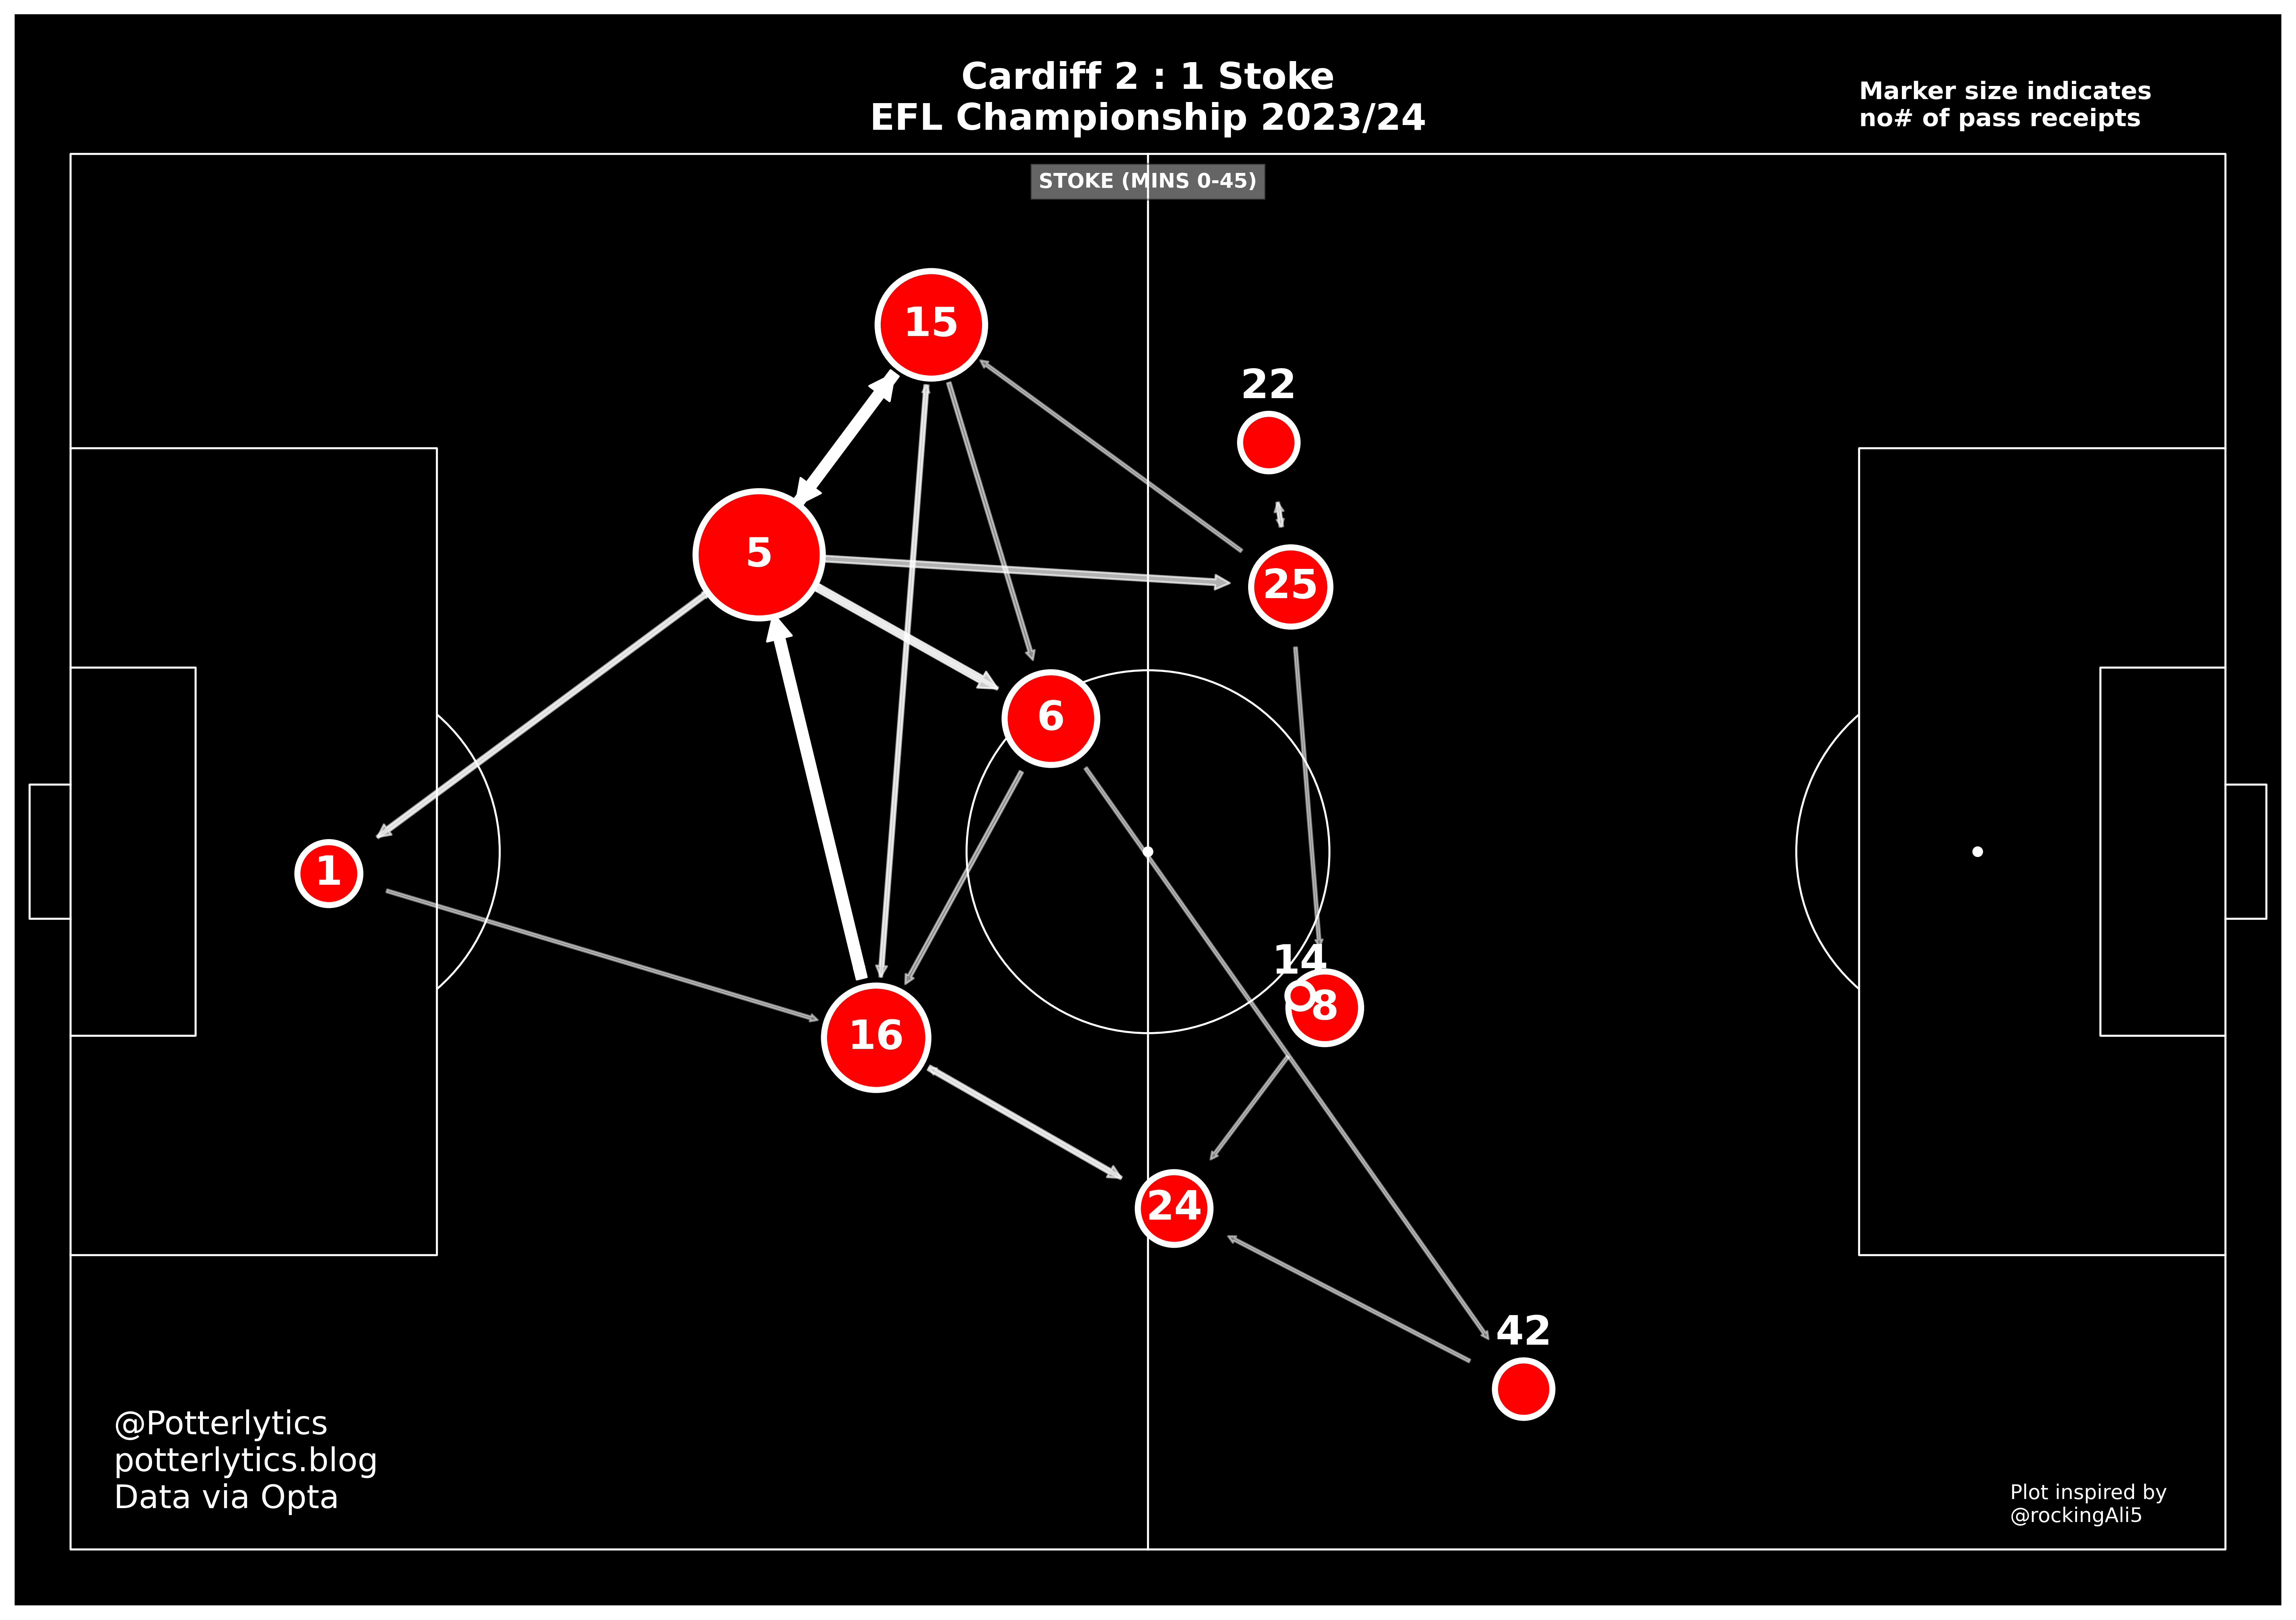 Cardiff 2 : 1 Stoke
EFL Championship 2023/24
Marker size indicates
no# of pass receipts
STOKE (MINS 0-45)
15
22
5
25
6
1
14
8
16
24
42
@Potterlytics
potterlytics.blog
Data via Opta
Plot inspired by
@rockingAli5